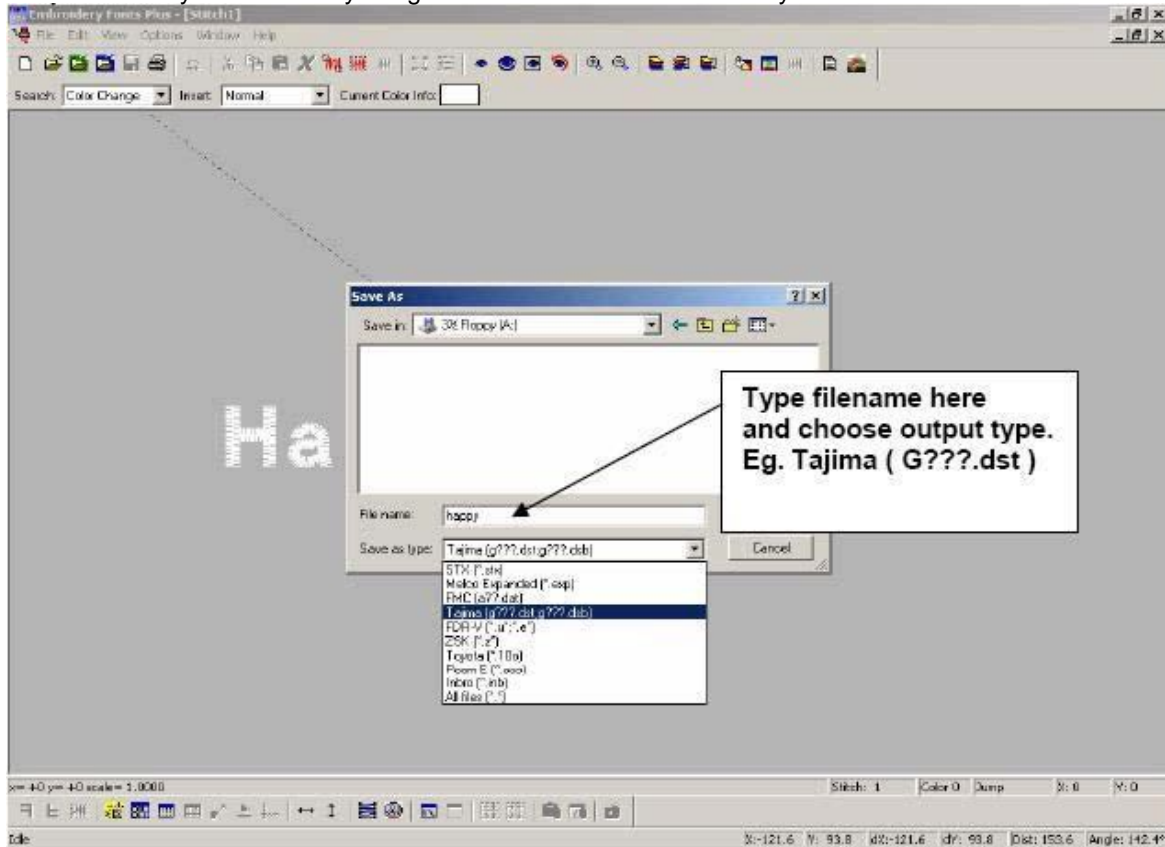 Embroidery Fonts Plus - [Stitch1]
File Edit View Options Window Help
Search: Color Change Insert: Normal Current Color Info:
Save As
Save in: 3½ Floppy (A:)
Ha
Type filename here
and choose output type.
Eg. Tajima ( G???.dst )
File name: happy
Save as type: Tajima (g???.dst;g???.dsb)
Cancel
STX (*.stx)
Melco Expanded (*.exp)
FMC (a??.dat)
Tajima (g???.dst;g???.dsb)
FDR-V (*.u*;*.e*)
ZSK (*.z*)
Toyota (*.10o)
Inbro (*.inb)
All files (*.*)
x= +0 y= +0 scale= 1.0000 Stitch: 1 Color 0 Jump X: 0 Y: 0
Idle X:-121.6 Y: 93.8 dX:-121.6 dY: 93.8 Dist: 153.6 Angle: 142.4°